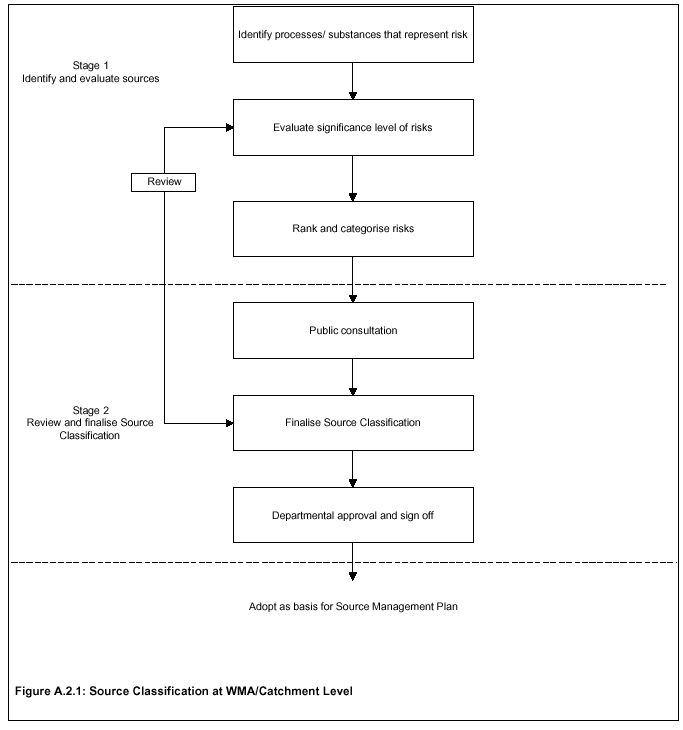 Identify processes/ substances that represent risk
Stage 1
Identify and evaluate sources
Evaluate significance level of risks
Review
Rank and categorise risks
Public consultation
Stage 2
Review and finalise Source
Classification
Finalise Source Classification
Departmental approval and sign off
Adopt as basis for Source Management Plan
Figure A.2.1: Source Classification at WMA/Catchment Level